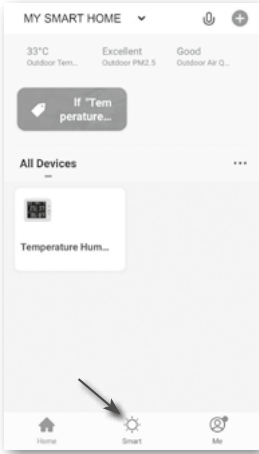 MY SMART HOME
33°C Excellent Good
Outdoor Tem... Outdoor PM2.5 Outdoor Air Q...
If "Tem
perature...
All Devices
Temperature Hum...
Home Smart Me